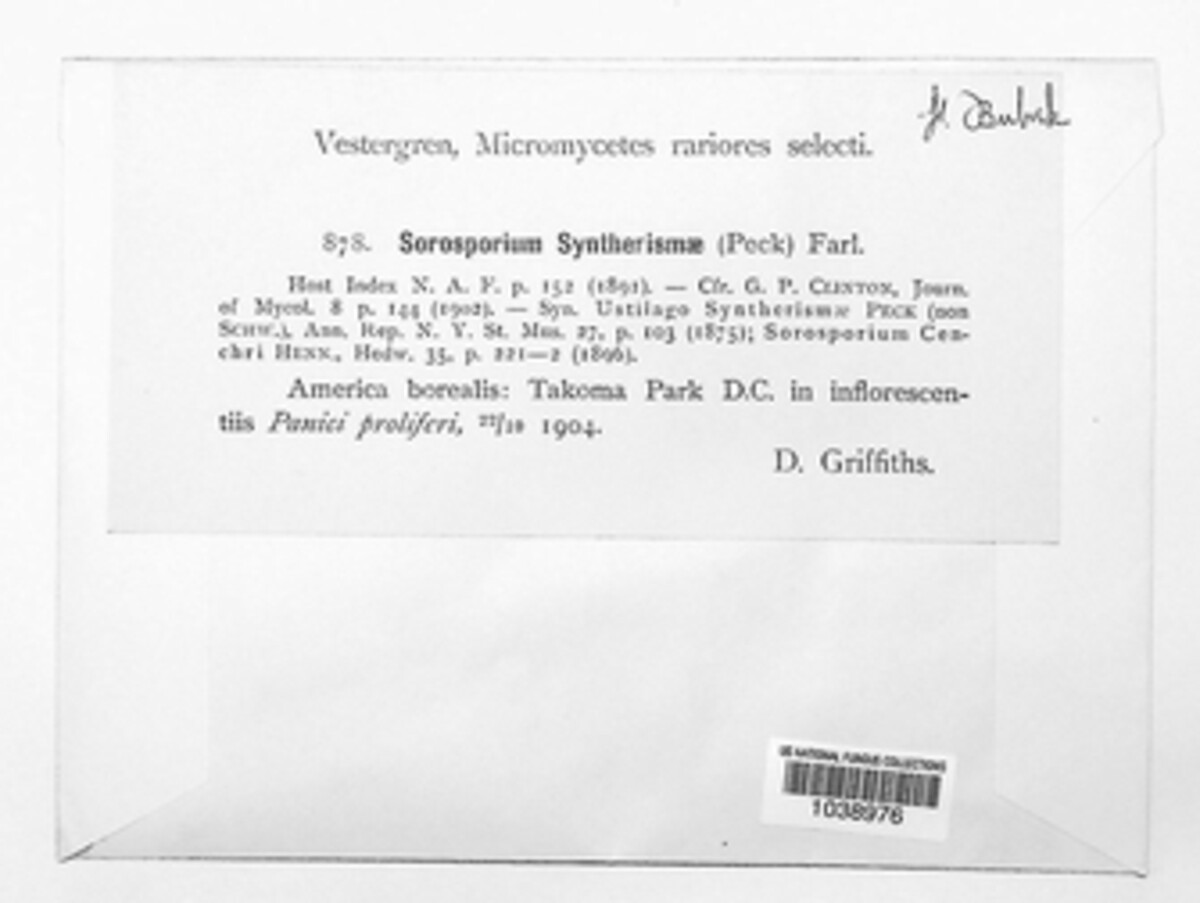 Vestergren, Micromycetes rariores selecti.
878. Sorosporium Syntherismæ (Peck) Farl.
Host Index N. A. F. p. 152 (1891). — Cfr. G. P. CLINTON, Journ.
of Mycol. 8 p. 144 (1902). — Syn. Ustilago Syntherismæ PECK (non
SCHW.), Ann. Rep. N. Y. St. Mus. 27, p. 103 (1875); Sorosporium Cen-
chri HENN., Hedw. 35, p. 221—2 (1896).
America borealis: Takoma Park D.C. in inflorescen-
tiis Panici proliferi, 22/10 1904.
D. Griffiths.
US NATIONAL FUNGUS COLLECTIONS
1038976